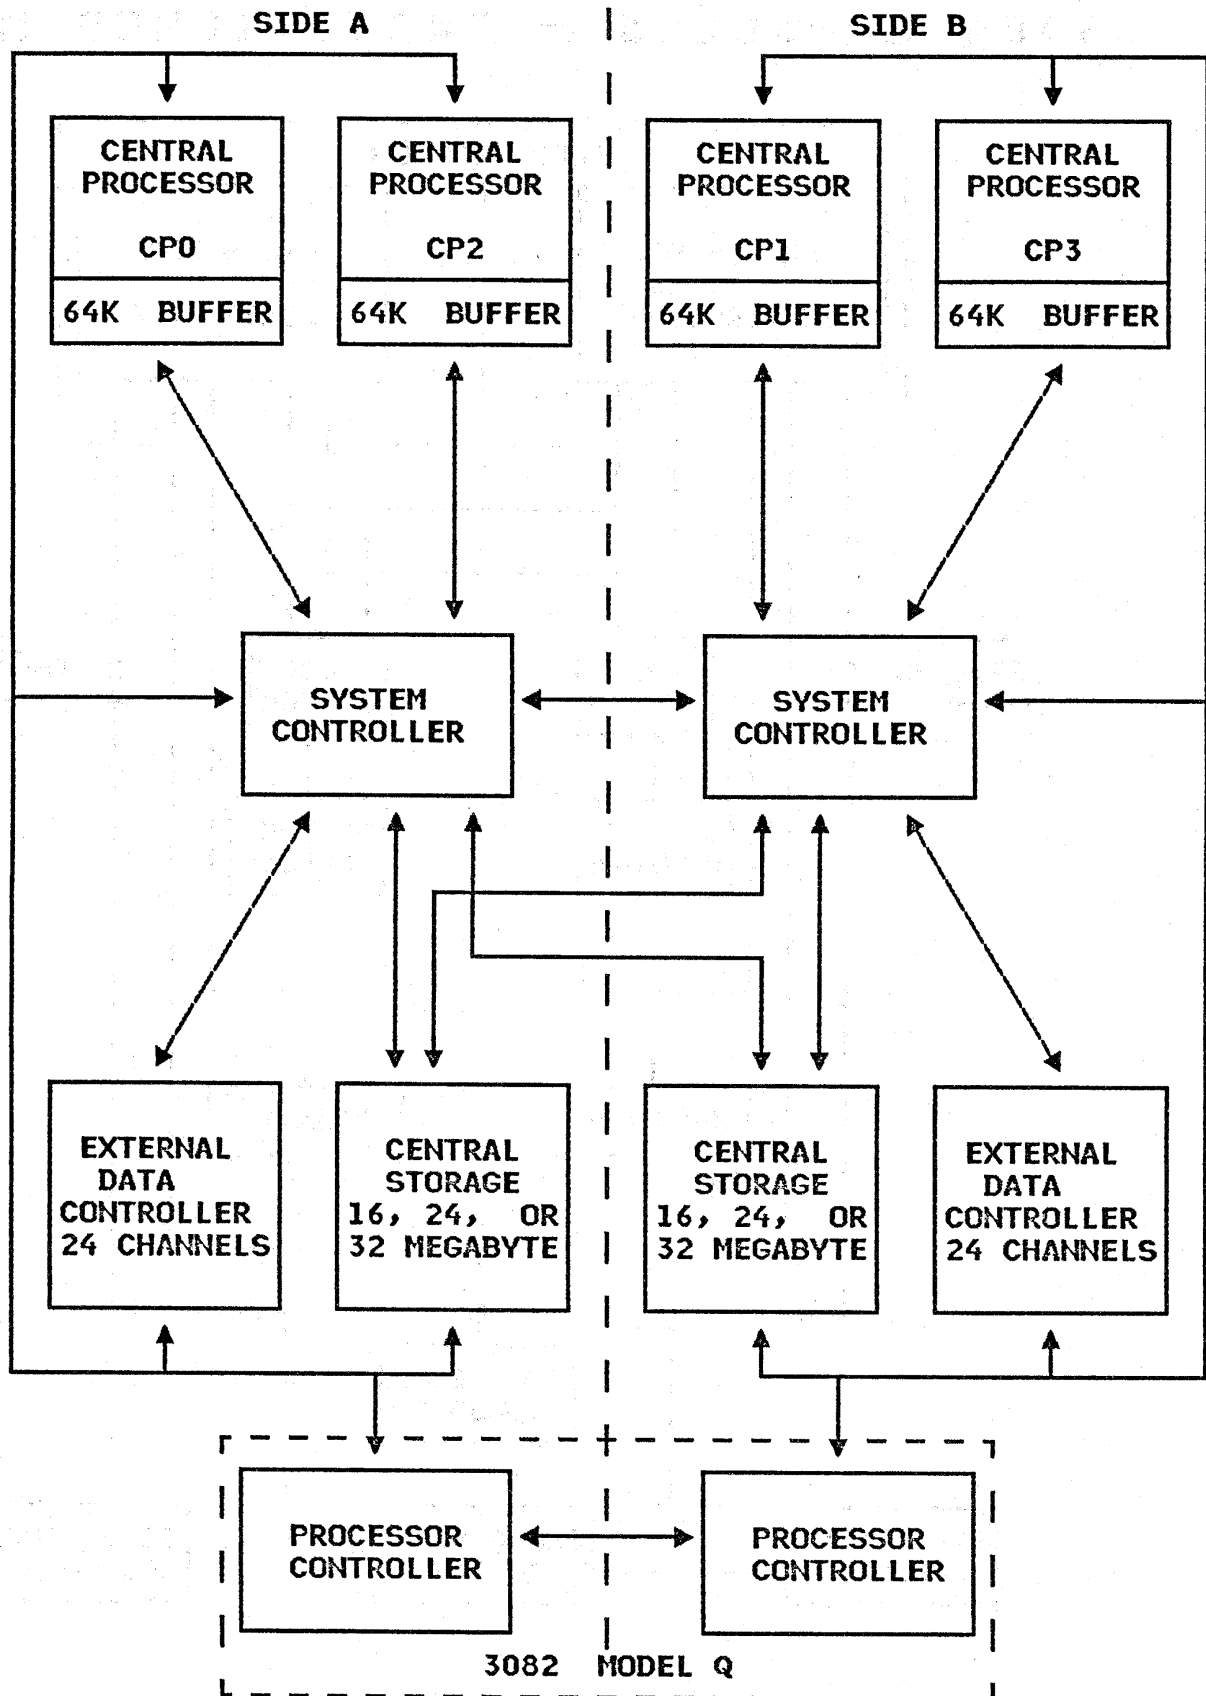 SIDE A
SIDE B
CENTRAL
PROCESSOR
CP0
64K BUFFER
CENTRAL
PROCESSOR
CP2
64K BUFFER
CENTRAL
PROCESSOR
CP1
64K BUFFER
CENTRAL
PROCESSOR
CP3
64K BUFFER
SYSTEM
CONTROLLER
SYSTEM
CONTROLLER
EXTERNAL
DATA
CONTROLLER
24 CHANNELS
CENTRAL
STORAGE
16, 24, OR
32 MEGABYTE
CENTRAL
STORAGE
16, 24, OR
32 MEGABYTE
EXTERNAL
DATA
CONTROLLER
24 CHANNELS
PROCESSOR
CONTROLLER
PROCESSOR
CONTROLLER
3082 MODEL Q